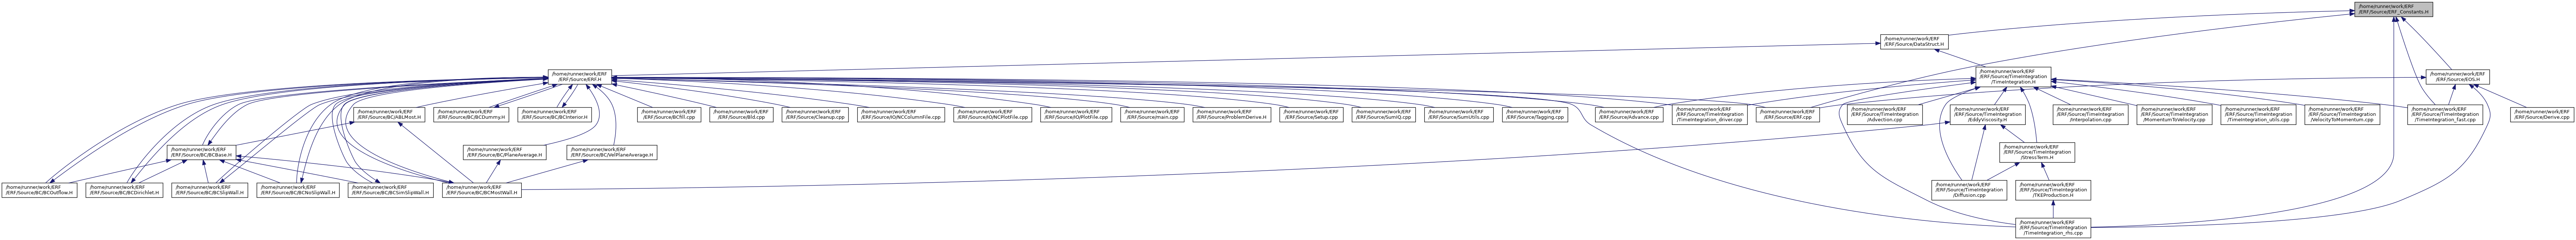 /home/runner/work/ERF
/ERF/Source/ERF_Constants.H
/home/runner/work/ERF
/ERF/Source/DataStruct.H
/home/runner/work/ERF
/ERF/Source/ERF.H
/home/runner/work/ERF
/ERF/Source/TimeIntegration
/TimeIntegration.H
/home/runner/work/ERF
/ERF/Source/EOS.H
/home/runner/work/ERF
/ERF/Source/BC/ABLMost.H
/home/runner/work/ERF
/ERF/Source/BC/BCDummy.H
/home/runner/work/ERF
/ERF/Source/BC/BCInterior.H
/home/runner/work/ERF
/ERF/Source/BCfill.cpp
/home/runner/work/ERF
/ERF/Source/Bld.cpp
/home/runner/work/ERF
/ERF/Source/Cleanup.cpp
/home/runner/work/ERF
/ERF/Source/IO/NCColumnFile.cpp
/home/runner/work/ERF
/ERF/Source/IO/NCPlotFile.cpp
/home/runner/work/ERF
/ERF/Source/IO/PlotFile.cpp
/home/runner/work/ERF
/ERF/Source/main.cpp
/home/runner/work/ERF
/ERF/Source/ProblemDerive.H
/home/runner/work/ERF
/ERF/Source/Setup.cpp
/home/runner/work/ERF
/ERF/Source/SumIQ.cpp
/home/runner/work/ERF
/ERF/Source/SumUtils.cpp
/home/runner/work/ERF
/ERF/Source/Tagging.cpp
/home/runner/work/ERF
/ERF/Source/Advance.cpp
/home/runner/work/ERF
/ERF/Source/TimeIntegration
/TimeIntegration_driver.cpp
/home/runner/work/ERF
/ERF/Source/ERF.cpp
/home/runner/work/ERF
/ERF/Source/TimeIntegration
/Advection.cpp
/home/runner/work/ERF
/ERF/Source/TimeIntegration
/EddyViscosity.H
/home/runner/work/ERF
/ERF/Source/TimeIntegration
/Interpolation.cpp
/home/runner/work/ERF
/ERF/Source/TimeIntegration
/MomentumToVelocity.cpp
/home/runner/work/ERF
/ERF/Source/TimeIntegration
/TimeIntegration_utils.cpp
/home/runner/work/ERF
/ERF/Source/TimeIntegration
/VelocityToMomentum.cpp
/home/runner/work/ERF
/ERF/Source/TimeIntegration
/TimeIntegration_fast.cpp
/home/runner/work/ERF
/ERF/Source/Derive.cpp
/home/runner/work/ERF
/ERF/Source/BC/BCBase.H
/home/runner/work/ERF
/ERF/Source/BC/PlaneAverage.H
/home/runner/work/ERF
/ERF/Source/BC/VelPlaneAverage.H
/home/runner/work/ERF
/ERF/Source/TimeIntegration
/StressTerm.H
/home/runner/work/ERF
/ERF/Source/BC/BCOutflow.H
/home/runner/work/ERF
/ERF/Source/BC/BCDirichlet.H
/home/runner/work/ERF
/ERF/Source/BC/BCSlipWall.H
/home/runner/work/ERF
/ERF/Source/BC/BCNoSlipWall.H
/home/runner/work/ERF
/ERF/Source/BC/BCSimSlipWall.H
/home/runner/work/ERF
/ERF/Source/BC/BCMostWall.H
/home/runner/work/ERF
/ERF/Source/TimeIntegration
/Diffusion.cpp
/home/runner/work/ERF
/ERF/Source/TimeIntegration
/TKEProduction.H
/home/runner/work/ERF
/ERF/Source/TimeIntegration
/TimeIntegration_rhs.cpp